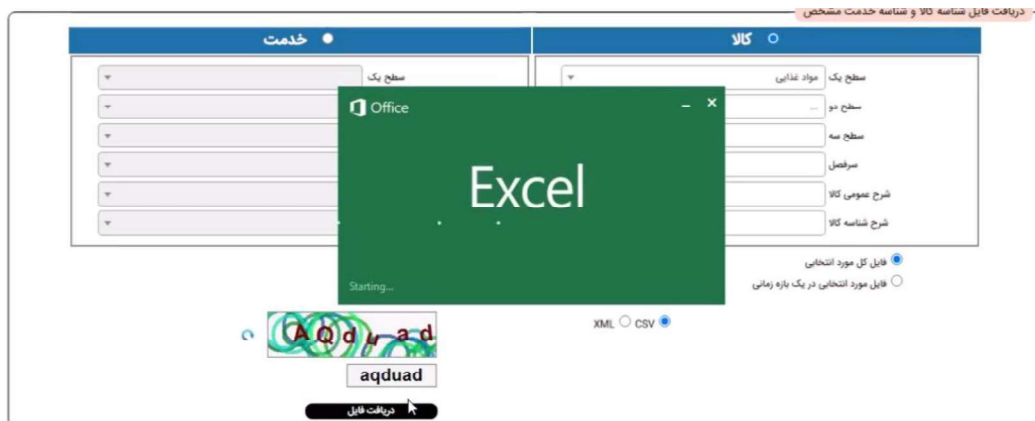 دریافت فایل شناسه کالا و شناسه خدمت مشخص
کالا
خدمت
سطح یک
مواد غذایی
سطح یک
سطح دو
...
سطح سه
سرفصل
شرح عمومی کالا
شرح شناسه کالا
Office
Excel
Starting...
فایل کل مورد انتخابی
فایل مورد انتخابی در یک بازه زمانی
CSV XML
AQduad
aqduad
دریافت فایل